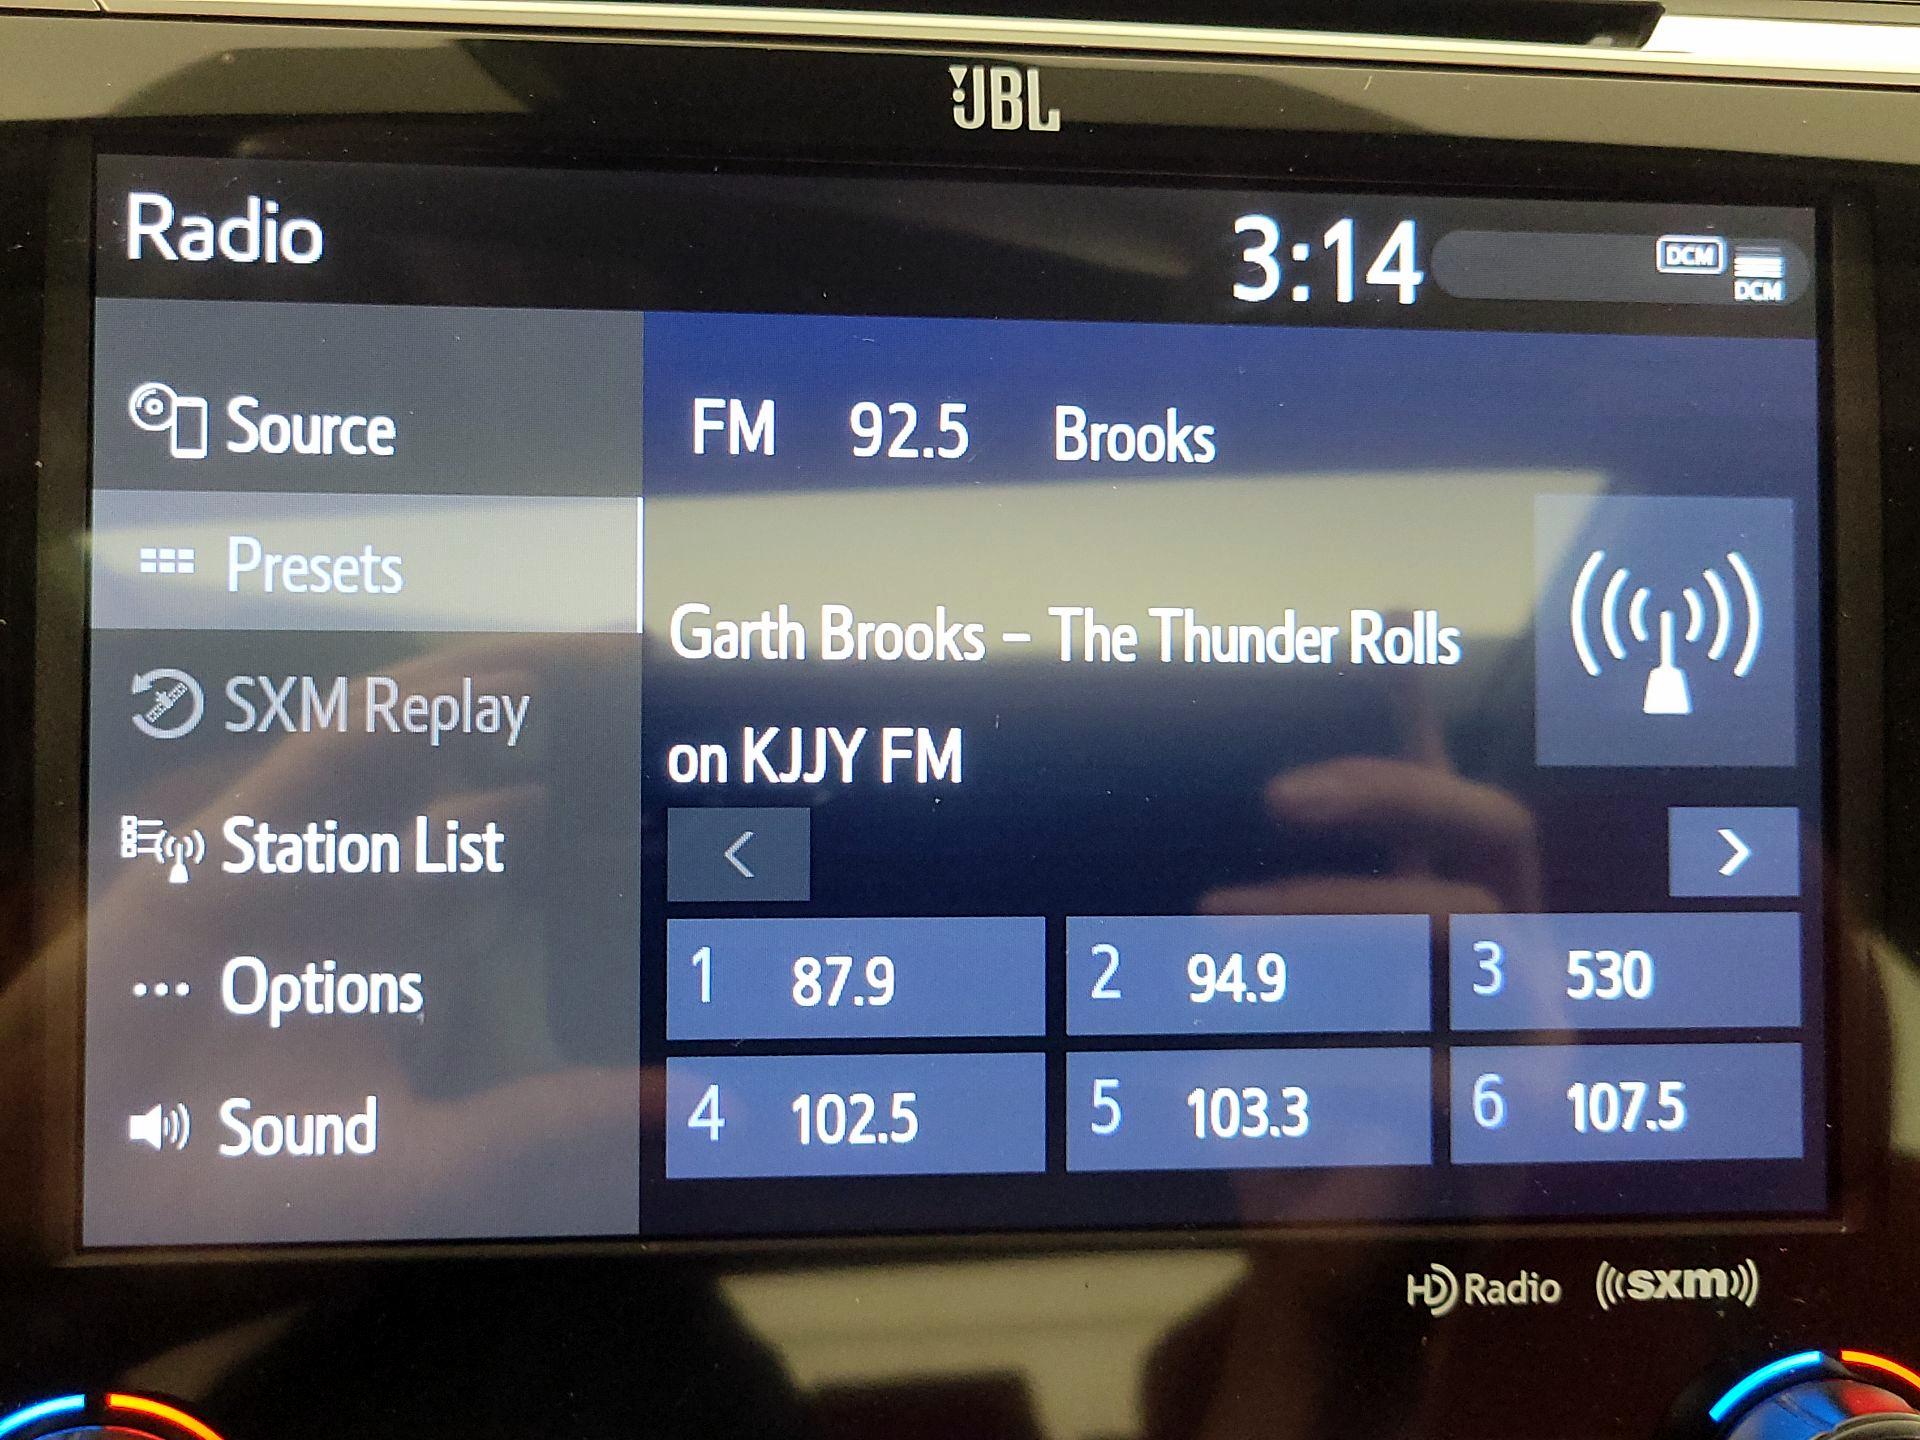 JBL
Radio
3:14
DCM
DCM
Source
Presets
SXM Replay
Station List
Options
Sound
FM 92.5 Brooks
Garth Brooks – The Thunder Rolls
on KJJY FM
1 87.9
2 94.9
3 530
4 102.5
5 103.3
6 107.5
HD Radio
sxm